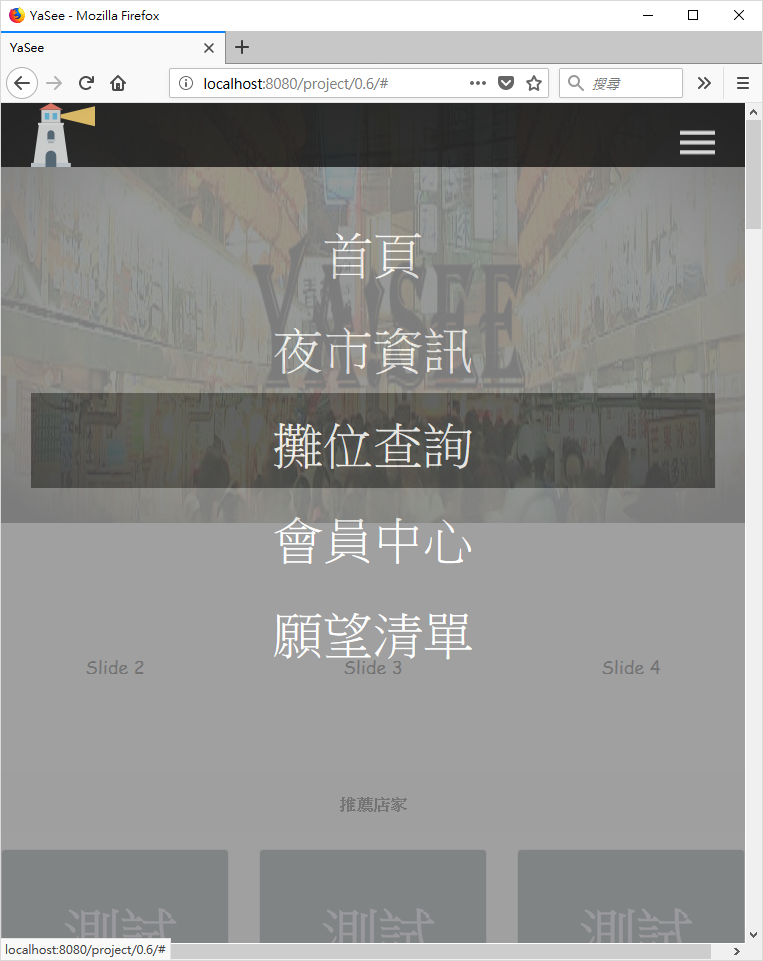 YaSee - Mozilla Firefox
YaSee
localhost:8080/project/0.6/#
搜尋
YASEE
首頁
夜市資訊
攤位查詢
會員中心
願望清單
Slide 2
Slide 3
Slide 4
推薦店家
測試
測試
測試
localhost:8080/project/0.6/#